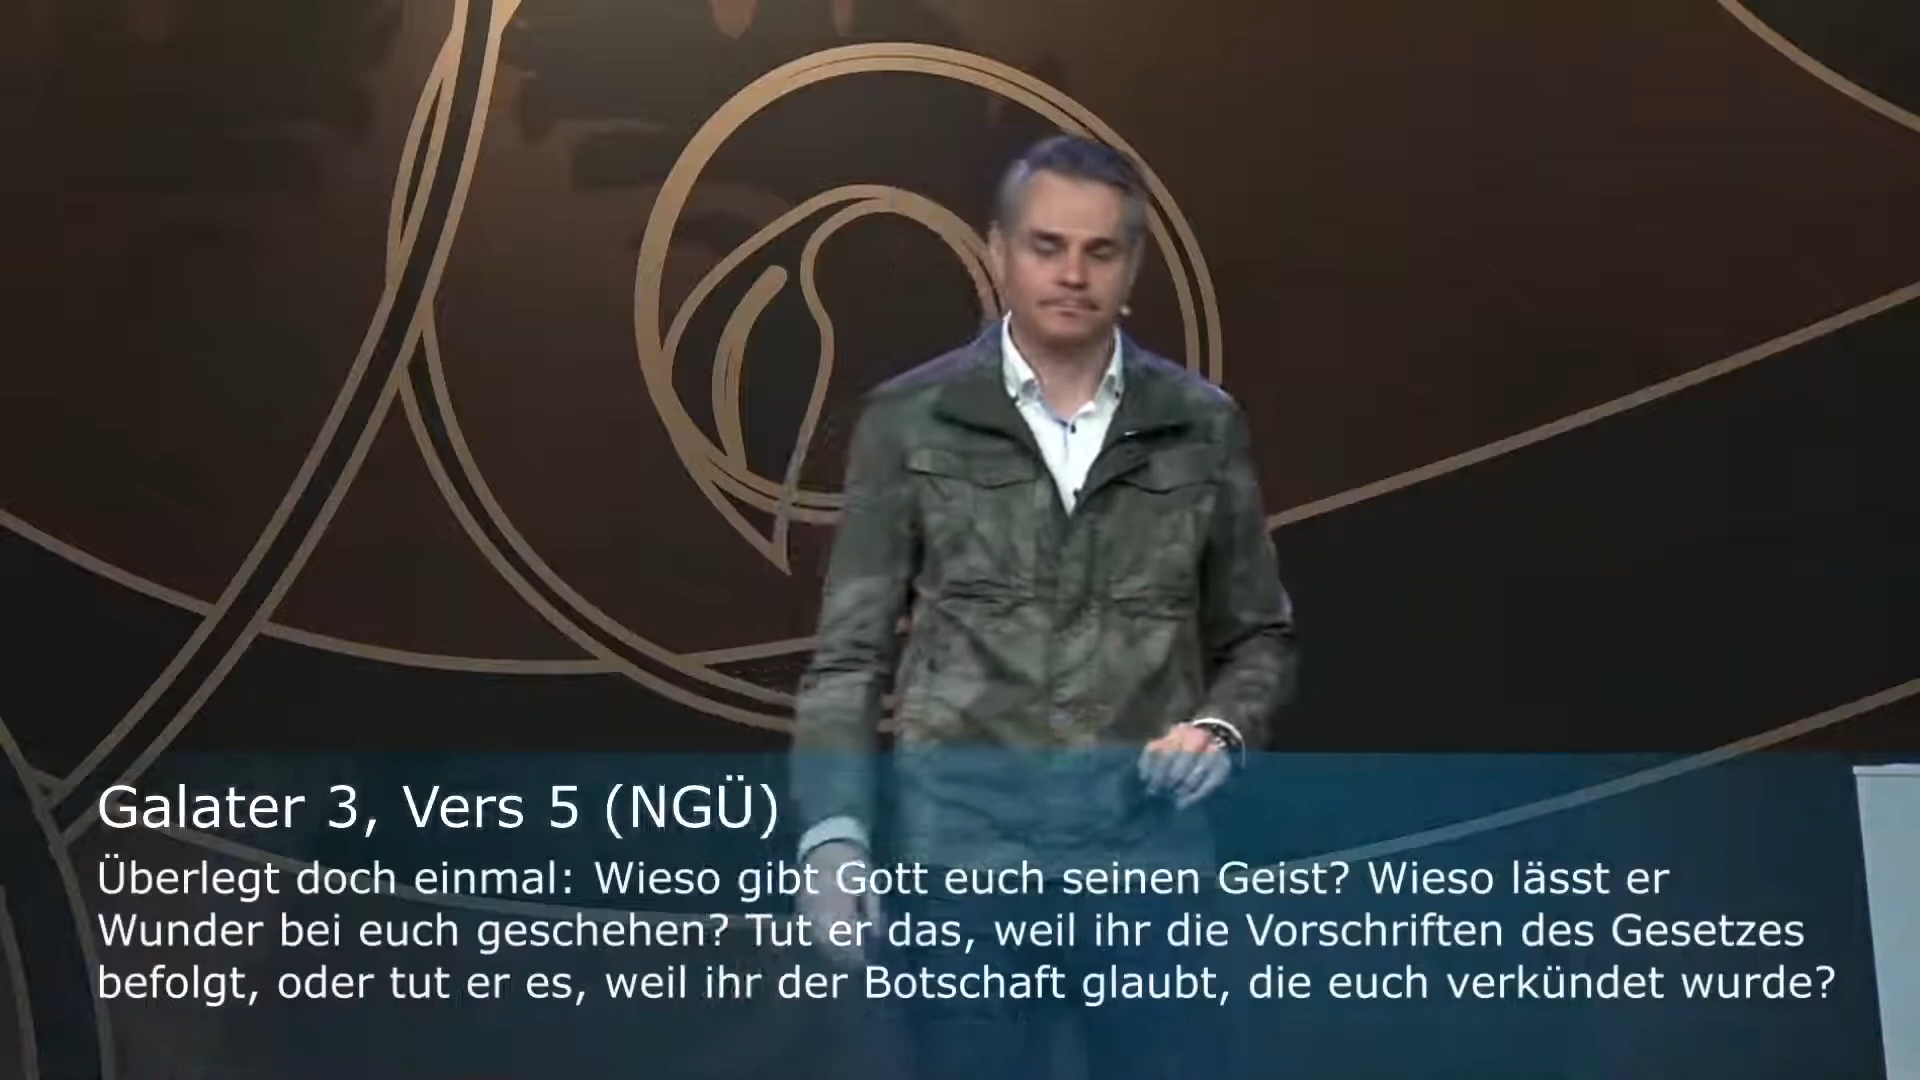 Galater 3, Vers 5 (NGÜ)
Überlegt doch einmal: Wieso gibt Gott euch seinen Geist? Wieso lässt er
Wunder bei euch geschehen? Tut er das, weil ihr die Vorschriften des Gesetzes
befolgt, oder tut er es, weil ihr der Botschaft glaubt, die euch verkündet wurde?